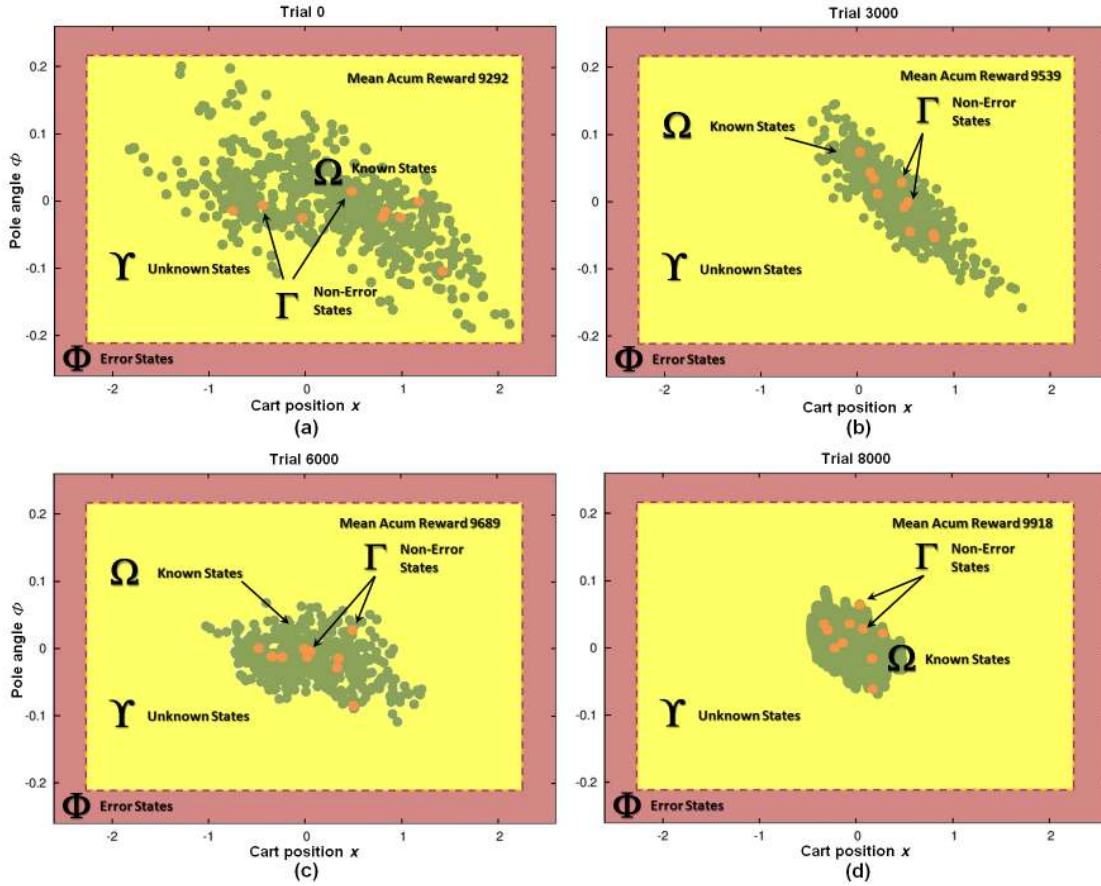 Trial 0
0.2
0.1
0
-0.1
-0.2
Pole angle Φ
Mean Acum Reward 9292
Ω Known States
ϒ Unknown States
Γ Non-Error
States
Φ Error States
-2 -1 0 1 2
Cart position x
(a)
Trial 3000
0.2
0.1
0
-0.1
-0.2
Mean Acum Reward 9539
Γ Non-Error
States
Ω Known States
ϒ Unknown States
Φ Error States
-2 -1 0 1 2
Cart position x
(b)
Trial 6000
0.2
0.1
0
-0.1
-0.2
Pole angle Φ
Mean Acum Reward 9689
Γ Non-Error
States
Ω Known States
ϒ Unknown States
Φ Error States
-2 -1 0 1 2
Cart position x
(c)
Trial 8000
0.2
0.1
0
-0.1
-0.2
Mean Acum Reward 9918
Γ Non-Error
States
Ω Known States
ϒ Unknown States
Φ Error States
-2 -1 0 1 2
Cart position x
(d)